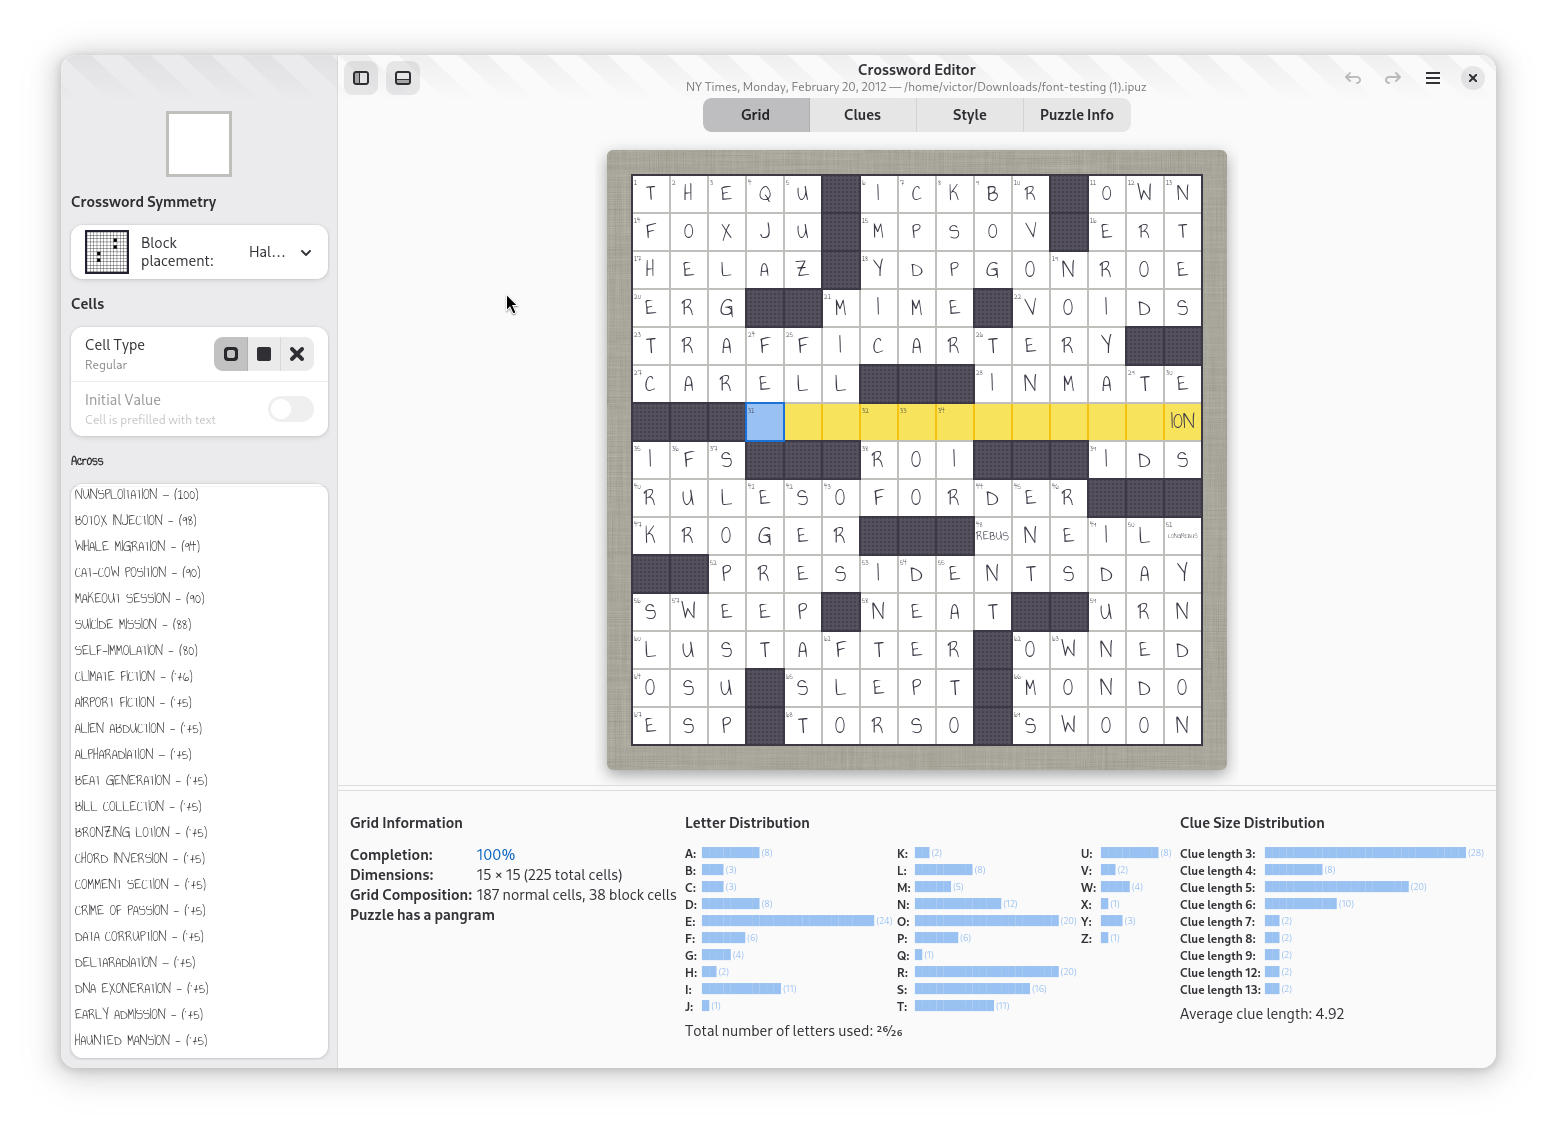 Crossword Editor
NY Times, Monday, February 20, 2012 — /home/victor/Downloads/font-testing (1).ipuz
Grid Clues Style Puzzle Info
Crossword Symmetry
Block placement: Hal...
Cells
Cell Type
Regular
Initial Value
Cell is prefilled with text
Across
NUNSPLOITATION – (100)
BOTOX INJECTION – (98)
WHALE MIGRATION – (94)
CAT-COW POSITION – (90)
MAKEOUT SESSION – (90)
SUICIDE MISSION – (88)
SELF-IMMOLATION – (80)
CLIMATE FICTION – (76)
AIRPORT FICTION – (75)
ALIEN ABDUCTION – (75)
ALPHARADIATION – (75)
BEAT GENERATION – (75)
BILL COLLECTION – (75)
BRONZING LOTION – (75)
CHORD INVERSION – (75)
COMMENT SECTION – (75)
CRIME OF PASSION – (75)
DATA CORRUPTION – (75)
DELTARADIATION – (75)
DNA EXONERATION – (75)
EARLY ADMISSION – (75)
HAUNTED MANSION – (75)
T H E Q U I C K B R O W N
F O X J U M P S O V E R T
H E L A Z Y D P G O N R O E
E R G M I M E V O I D S
T R A F F I C A R T E R Y
C A R E L L I N M A T E
ION
I F S R O I I D S
R U L E S O F O R D E R
K R O G E R REBUS N E I L LONGREBUS
P R E S I D E N T S D A Y
S W E E P N E A T U R N
L U S T A F T E R O W N E D
O S U S L E P T M O N D O
E S P T O R S O S W O O N
Grid Information
Completion: 100%
Dimensions: 15 × 15 (225 total cells)
Grid Composition: 187 normal cells, 38 block cells
Puzzle has a pangram
Letter Distribution
A: (8)
B: (3)
C: (3)
D: (8)
E: (24)
F: (6)
G: (4)
H: (2)
I: (11)
J: (1)
K: (2)
L: (8)
M: (5)
N: (12)
O: (20)
P: (6)
Q: (1)
R: (20)
S: (16)
T: (11)
U: (8)
V: (2)
W: (4)
X: (1)
Y: (3)
Z: (1)
Total number of letters used: 26/26
Clue Size Distribution
Clue length 3: (28)
Clue length 4: (8)
Clue length 5: (20)
Clue length 6: (10)
Clue length 7: (2)
Clue length 8: (2)
Clue length 9: (2)
Clue length 12: (2)
Clue length 13: (2)
Average clue length: 4.92